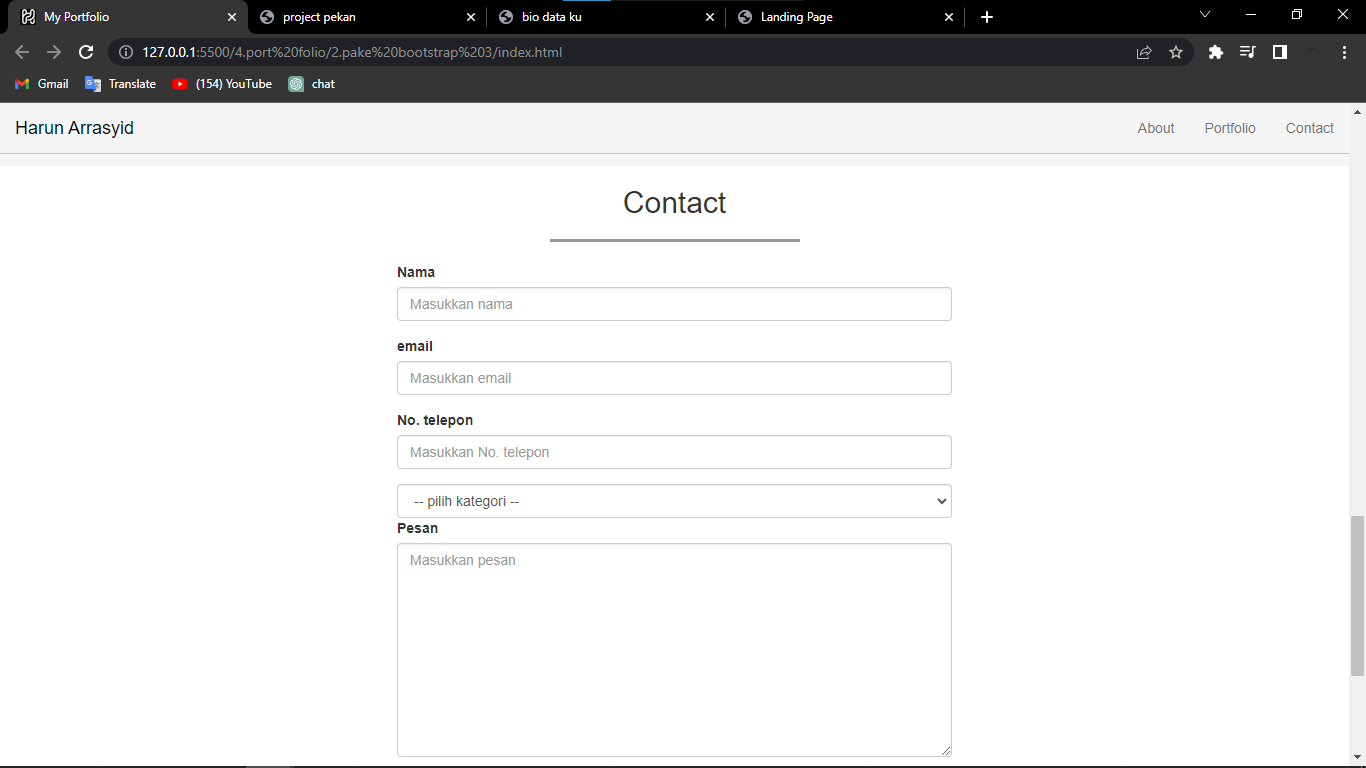 My Portfolio project pekan bio data ku Landing Page
127.0.0.1:5500/4.port%20folio/2.pake%20bootstrap%203/index.html
Gmail Translate (154) YouTube chat
Harun Arrasyid About Portfolio Contact
Contact
Nama
Masukkan nama
email
Masukkan email
No. telepon
Masukkan No. telepon
-- pilih kategori --
Pesan
Masukkan pesan